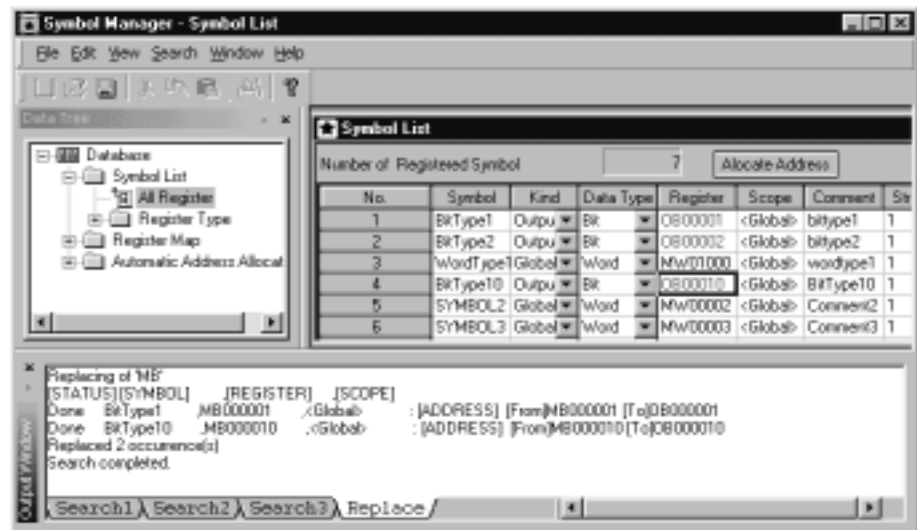 Symbol Manager - Symbol List
File Edit View Search Window Help
Data Tree
Database
Symbol List
All Register
Register Type
Register Map
Automatic Address Allocat
Symbol List
Number of Registered Symbol 7 Allocate Address
No. Symbol Kind Data Type Register Scope Comment Str
1 BitType1 Outpu Bit OB00001 <Global> bittype1 1
2 BitType2 Outpu Bit OB00002 <Global> bittype2 1
3 WordType1 Global Word MW01000 <Global> wordtype1 1
4 BitType10 Outpu Bit OB00010 <Global> BitType10 1
5 SYMBOL2 Global Word MW00002 <Global> Comment2 1
6 SYMBOL3 Global Word MW00003 <Global> Comment3 1
Replacing of 'MB'
[STATUS][SYMBOL] ,[REGISTER] ,[SCOPE]
Done BitType1 ,MB000001 ,<Global> : [ADDRESS] [From]MB000001 [To]OB000001
Done BitType10 ,MB000010 ,<Global> : [ADDRESS] [From]MB000010 [To]OB000010
Replaced 2 occurrence(s)
Search completed.
Output window
Search1 Search2 Search3 Replace